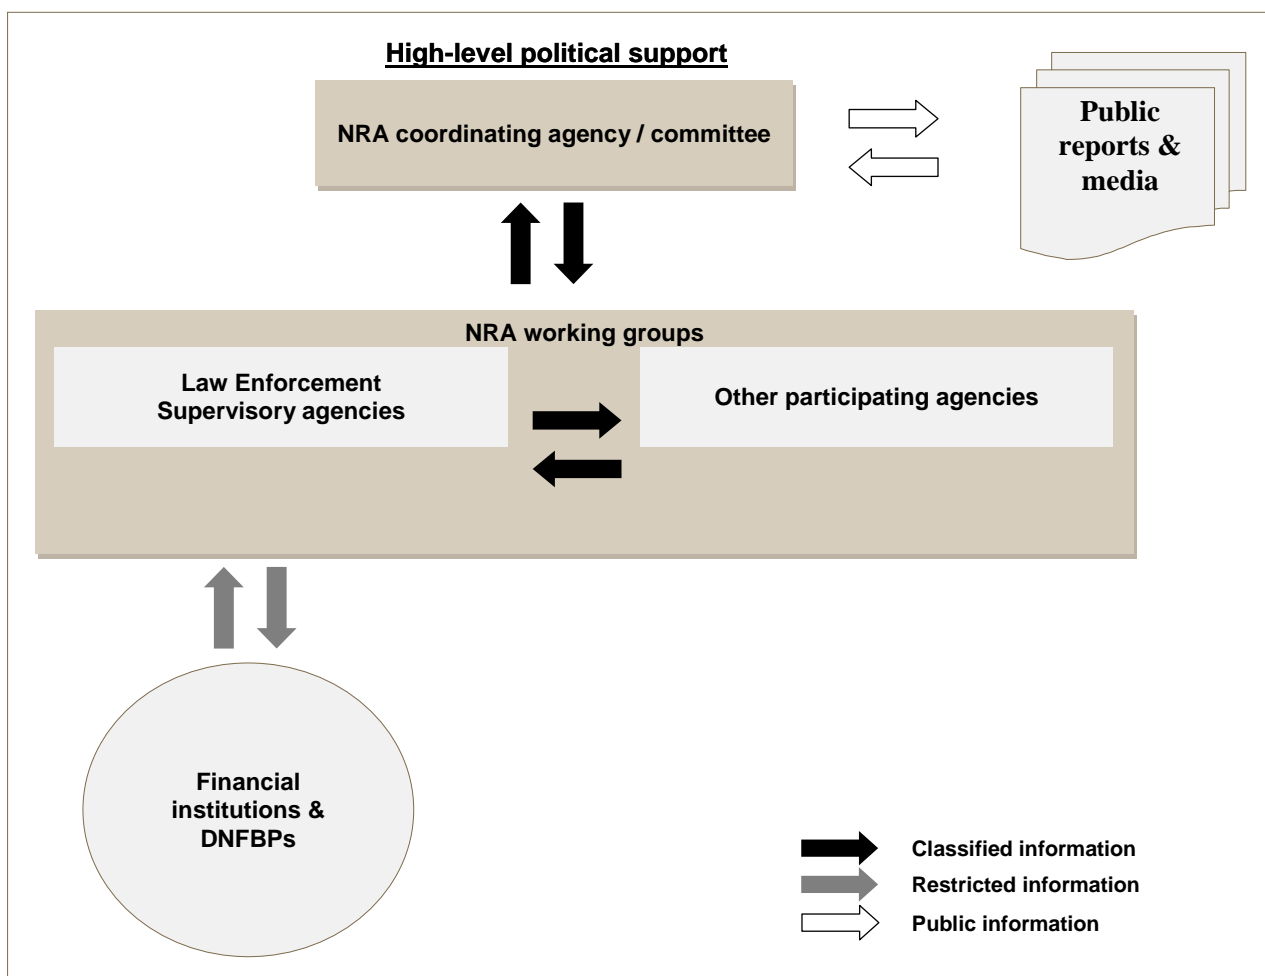 High-level political support
NRA coordinating agency / committee
Public
reports &
media
NRA working groups
Law Enforcement
Supervisory agencies
Other participating agencies
Financial
institutions &
DNFBPs
Classified information
Restricted information
Public information